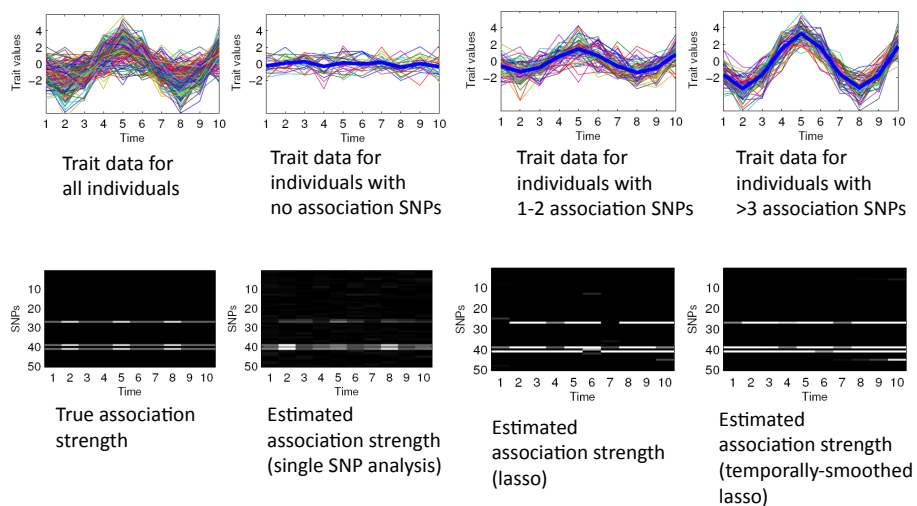 Trait values
4
2
0
−2
1 2 3 4 5 6 7 8 9 10
Time
Trait data for
all individuals
Trait values
4
2
0
−2
1 2 3 4 5 6 7 8 9 10
Time
Trait data for
individuals with
no association SNPs
Trait values
4
2
0
−2
1 2 3 4 5 6 7 8 9 10
Time
Trait data for
individuals with
1-2 association SNPs
Trait values
4
2
0
−2
1 2 3 4 5 6 7 8 9 10
Time
Trait data for
individuals with
>3 association SNPs
SNPs
10
20
30
40
50
1 2 3 4 5 6 7 8 9 10
Time
True association
strength
SNPs
10
20
30
40
50
1 2 3 4 5 6 7 8 9 10
Time
Estimated
association strength
(single SNP analysis)
SNPs
10
20
30
40
50
1 2 3 4 5 6 7 8 9 10
Time
Estimated
association strength
(lasso)
SNPs
10
20
30
40
50
1 2 3 4 5 6 7 8 9 10
Time
Estimated
association strength
(temporally-smoothed
lasso)